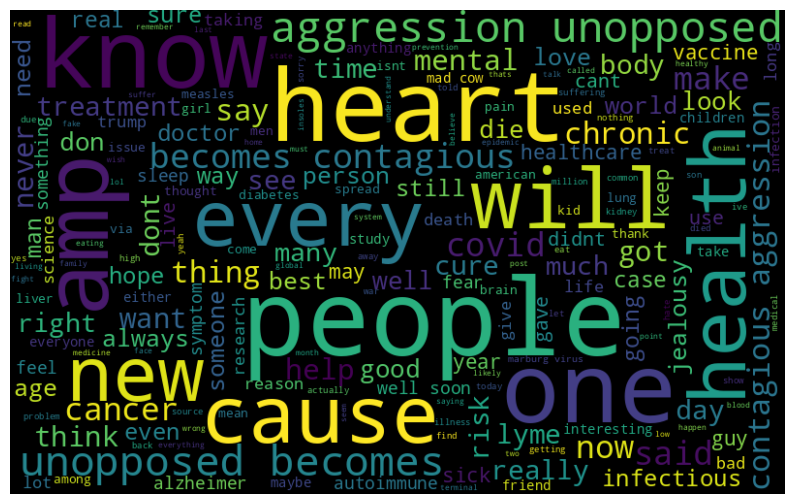 know
aggression unopposed
heart
people
will
every
health
amp
one
new
cause
becomes contagious
unopposed becomes
contagious aggression
real
sure
taking
need
treatment
say
time
mental
love
body
vaccine
make
anything
isnt
mad cow
cant
measles
girl
men
pain
used
world
look
long
never
something
don
trump
doctor
die
chronic
children
infection
man
science
issue
sleep
way
see
person
still
healthcare
american
keep
dont
live
thought
diabetes
spread
death
million
common
son
kid
lung
kidney
use
via
come
study
many
covid
didnt
thank
got
take
thing
hope
best
may
well
cure
fear
brain
much
life
case
right
liver
either
always
want
symptom
someone
research
everyone
feel
age
medicine
help
good
year
reason
give
gave
going
jealousy
marburg virus
cancer
think
even
source
mean
actually
well
soon
risk
lyme
interesting
day
now
said
guy
bad
lot
among
alzheimer
maybe
autoimmune
sick
friend
really
infectious
illness
find
saying
today
month
likely
two
getting
terminal
everything
wrong
back
problem
face
family
living
eating
yes
lol
fake
wish
high
home
yeah
system
global
away
post
eat
let
war
point
hate
medical
ive
died
show
blood
happen
low
seen
fight
due
read
remember
last
state
prevention
sorry
thats
healthy
suffer
called
suffering
talk
told
understand
nothing
insoles
must
believe
epidemic
treat
animal